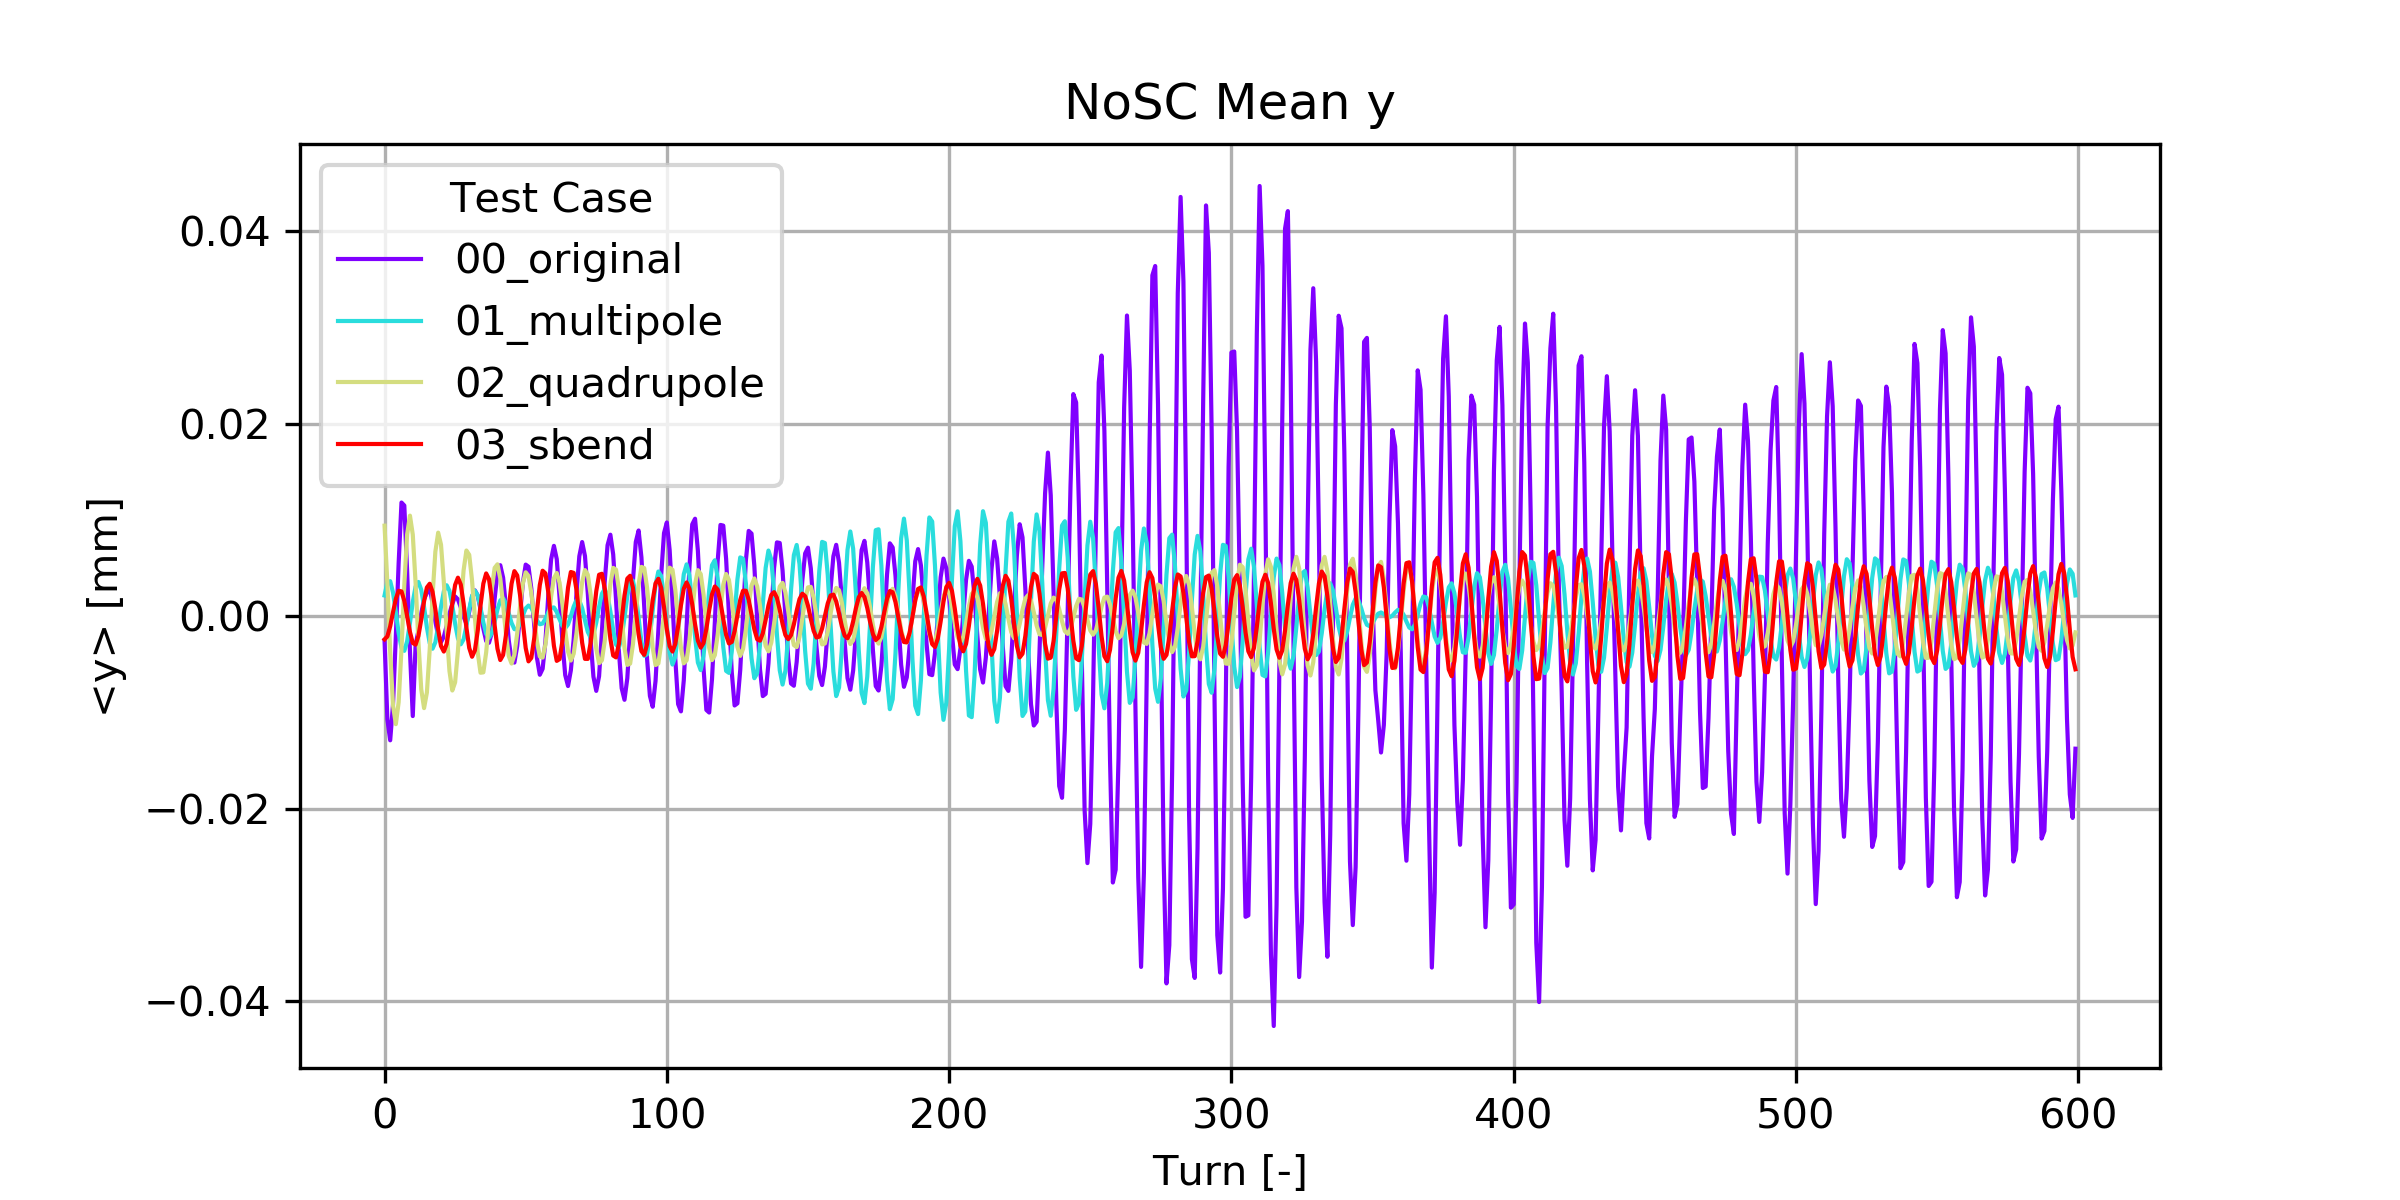 NoSC Mean y
Test Case
00_original
01_multipole
02_quadrupole
03_sbend
<y> [mm]
0.04
0.02
0.00
−0.02
−0.04
0 100 200 300 400 500 600
Turn [-]